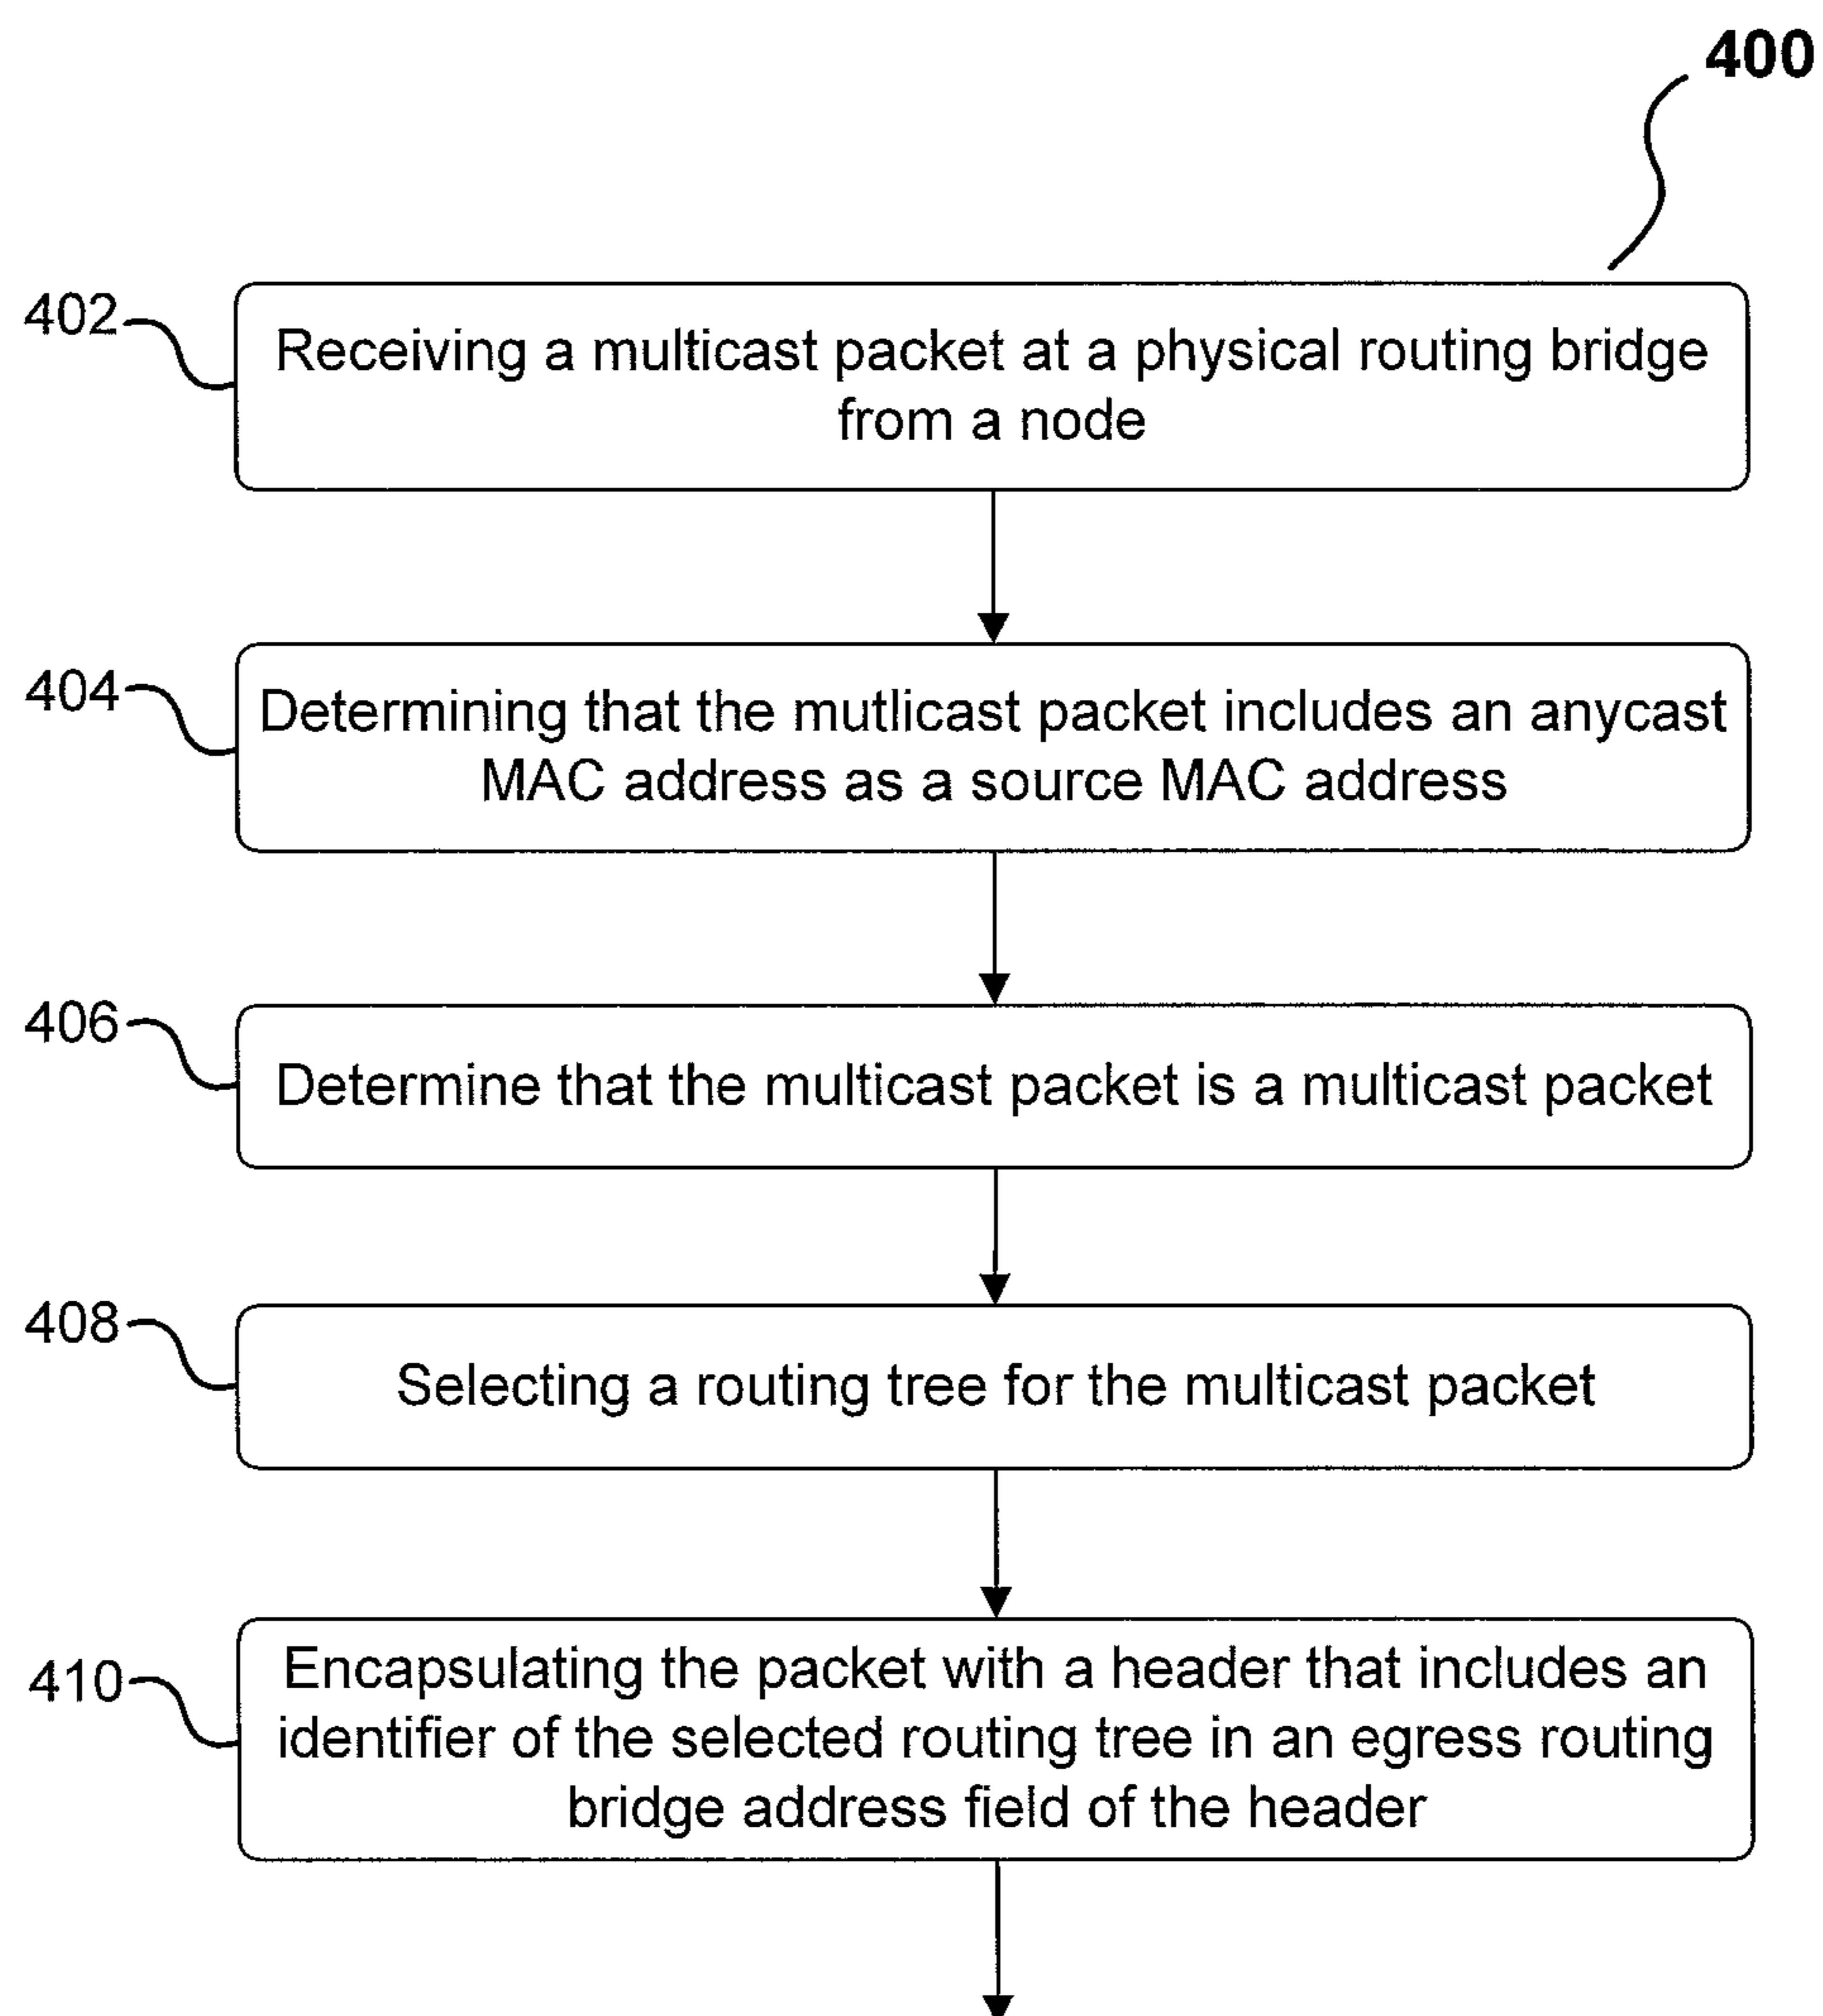 400
402
Receiving a multicast packet at a physical routing bridge
from a node
404
Determining that the mutlicast packet includes an anycast
MAC address as a source MAC address
406
Determine that the multicast packet is a multicast packet
408
Selecting a routing tree for the multicast packet
410
Encapsulating the packet with a header that includes an
identifier of the selected routing tree in an egress routing
bridge address field of the header